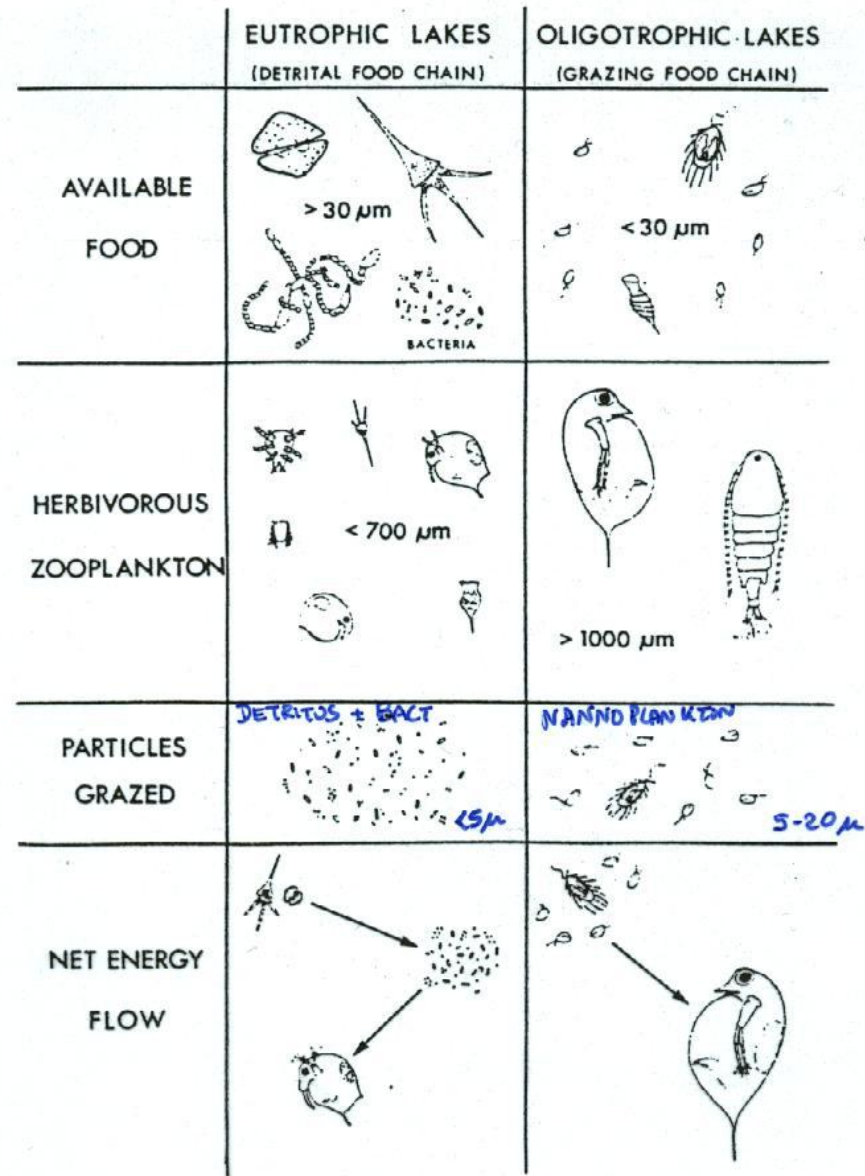 EUTROPHIC LAKES
(DETRITAL FOOD CHAIN)
OLIGOTROPHIC LAKES
(GRAZING FOOD CHAIN)
AVAILABLE
FOOD
> 30 µm
BACTERIA
< 30 µm
HERBIVOROUS
ZOOPLANKTON
< 700 µm
> 1000 µm
PARTICLES
GRAZED
DETRITUS + BACT
<5µ
NANNOPLANKTON
5-20 µ
NET ENERGY
FLOW